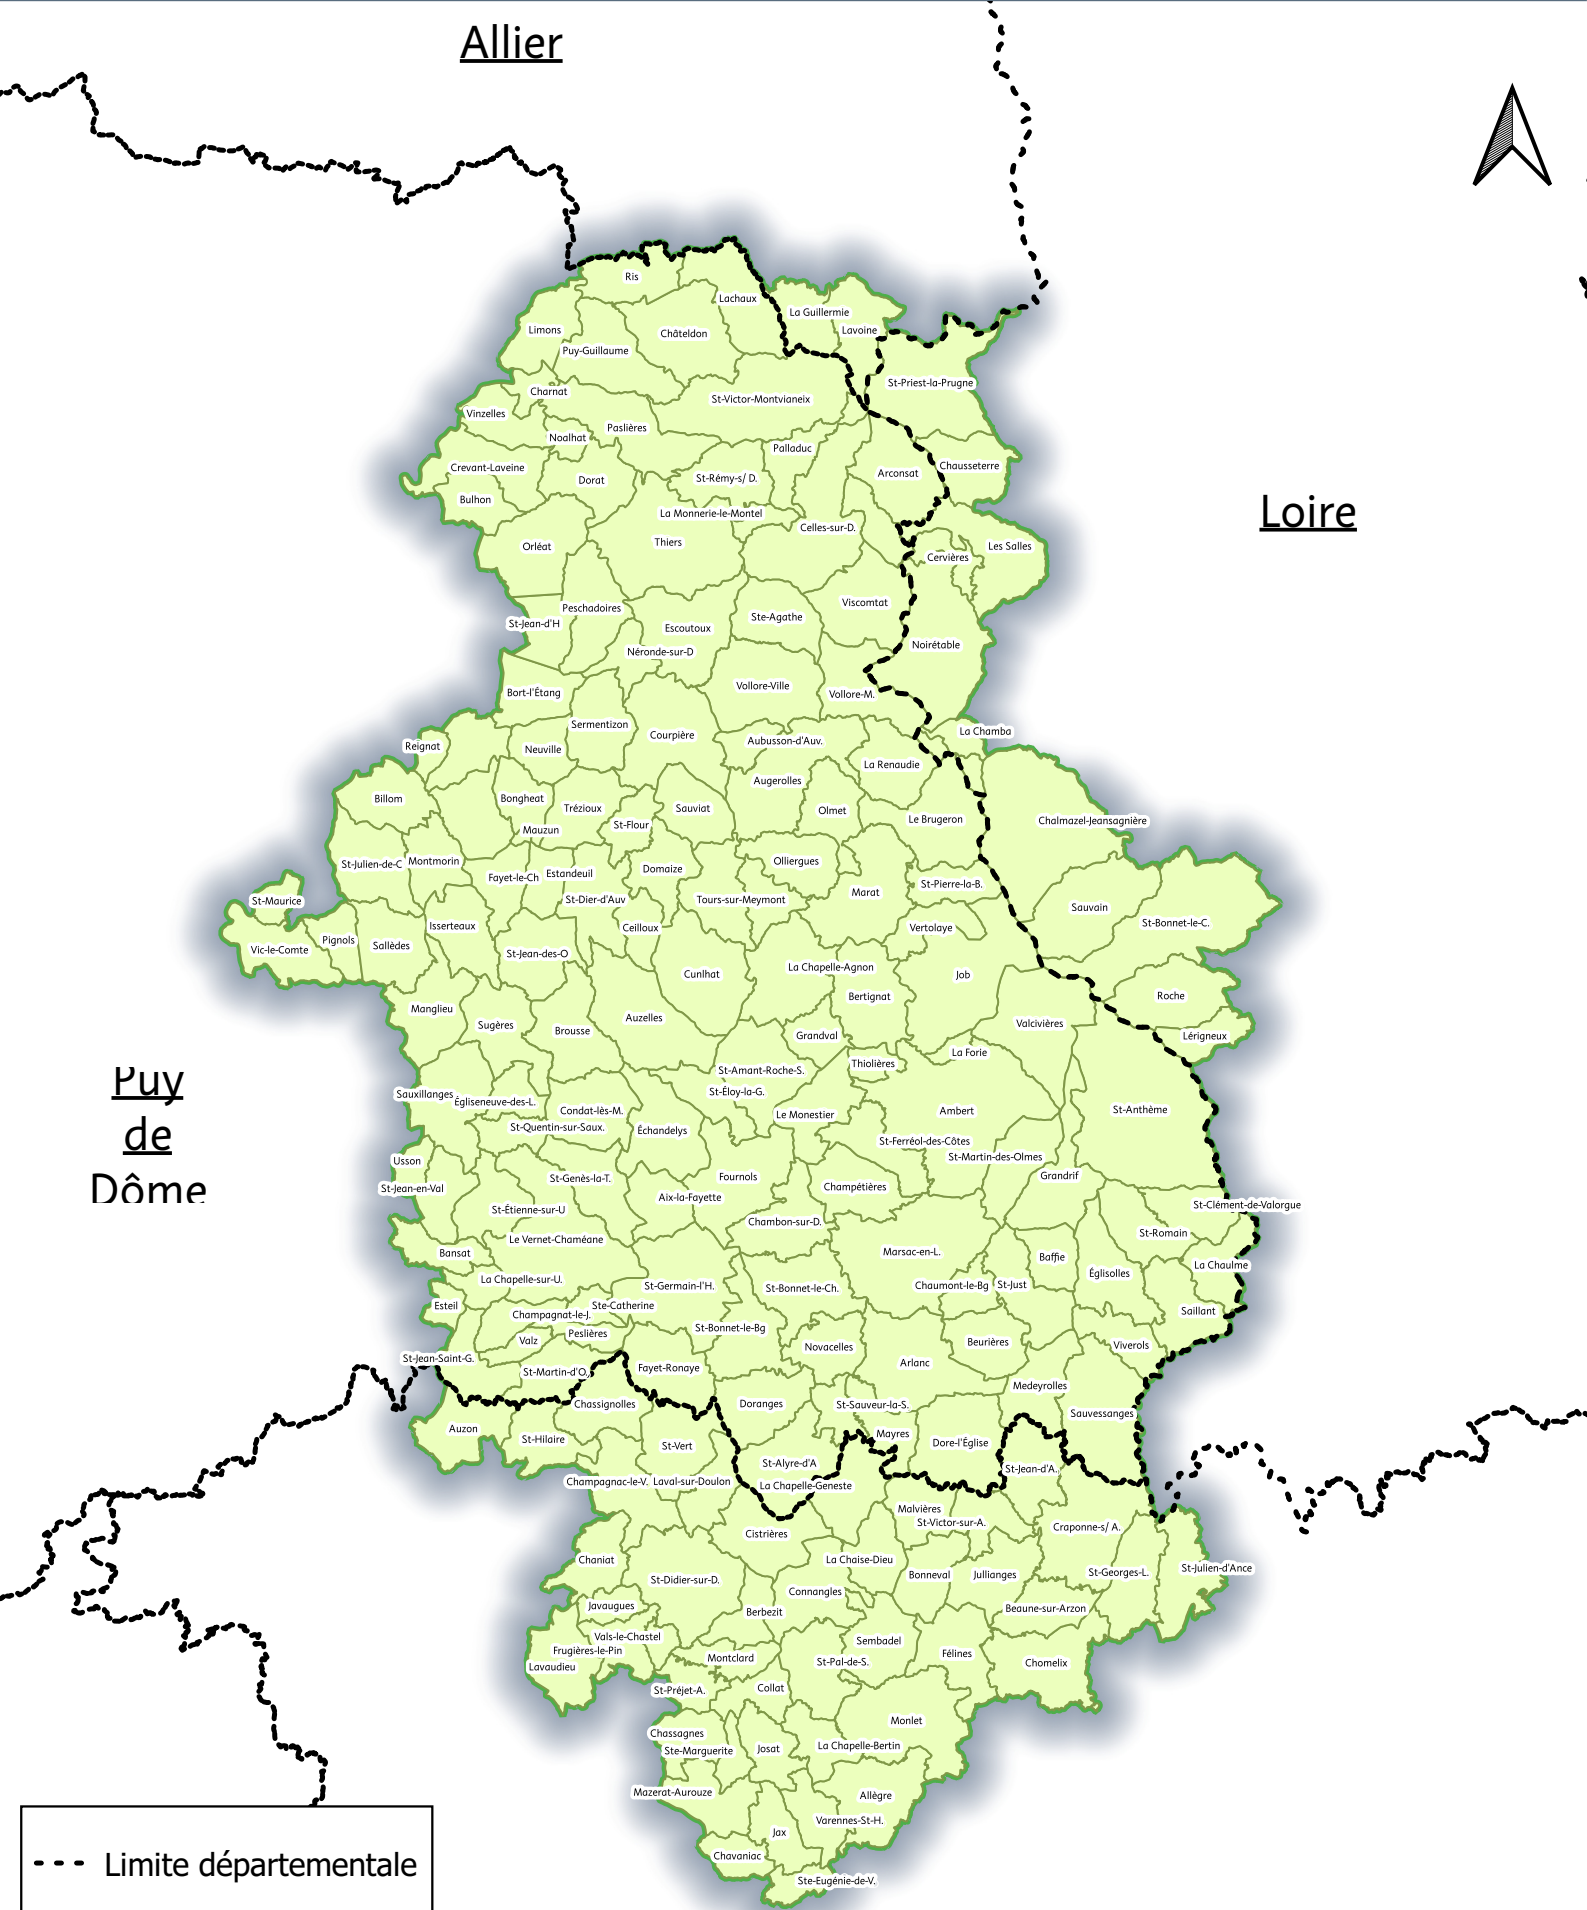 Allier
Ris
Lachaux
La Guillermie
Limons
Châteldon
Lavoine
Puy-Guillaume
St-Priest-la-Prugne
Charnat
St-Victor-Montvianeix
Vinzelles
Paslières
Noalhat
Palladuc
Crevant-Laveine
Chausseterre
Arconsat
Dorat
St-Rémy-s/ D.
Bulhon
Loire
La Monnerie-le-Montel
Celles-sur-D.
Orléat
Thiers
Les Salles
Cervières
Viscomtat
Peschadoires
Ste-Agathe
St-Jean-d'H
Escoutoux
Noirétable
Néronde-sur-D
Vollore-Ville
Bort-l'Étang
Vollore-M.
Sermentizon
La Chamba
Courpière
Aubusson-d'Auv.
Reignat
Neuville
La Renaudie
Augerolles
Billom
Bongheat
Trézioux
Sauviat
Olmet
Le Brugeron
Chalmazel-Jeansagnière
St-Flour
Mauzun
St-Julien-de-C
Montmorin
Olliergues
Domaize
Fayet-le-Ch
Estandeuil
St-Pierre-la-B.
Marat
St-Maurice
St-Dier-d'Auv
Tours-sur-Meymont
Sauvain
St-Bonnet-le-C.
Isserteaux
Ceilloux
Vertolaye
Pignols
Sallèdes
Vic-le-Comte
St-Jean-des-O
La Chapelle-Agnon
Cunlhat
Job
Bertignat
Roche
Manglieu
Auzelles
Sugères
Brousse
Valcivières
Grandval
Lérigneux
La Forie
Thiolières
St-Amant-Roche-S.
Puy
de
Dôme
Sauxillanges
Égliseneuve-des-L.
St-Éloy-la-G.
Condat-lès-M.
Le Monestier
Ambert
St-Anthème
St-Quentin-sur-Saux.
Échandelys
St-Ferréol-des-Côtes
St-Martin-des-Olmes
Usson
St-Genès-la-T.
Fournols
Grandrif
St-Jean-en-Val
Champétières
Aix-la-Fayette
St-Clément-de-Valorgue
St-Étienne-sur-U
Chambon-sur-D.
St-Romain
Le Vernet-Chaméane
Bansat
Marsac-en-L.
Baffie
La Chaulme
Églisolles
La Chapelle-sur-U.
St-Germain-l'H.
St-Bonnet-le-Ch.
Chaumont-le-Bg
St-Just
Esteil
Ste-Catherine
Champagnat-le-J.
Saillant
St-Bonnet-le-Bg
Peslières
Valz
Novacelles
Beurières
Viverols
St-Jean-Saint-G.
Arlanc
Fayet-Ronaye
St-Martin-d'O.
Medeyrolles
Chassignolles
Doranges
St-Sauveur-la-S.
Sauvessanges
Auzon
St-Hilaire
St-Vert
Mayres
Dore-l'Église
St-Alyre-d'A
St-Jean-d'A.
Champagnac-le-V.
Laval-sur-Doulon
La Chapelle-Geneste
Malvières
St-Victor-sur-A.
Craponne-s/ A.
Cistrières
Chaniat
La Chaise-Dieu
St-Julien-d'Ance
St-Didier-sur-D.
Bonneval
Jullianges
St-Georges-L.
Connangles
Javaugues
Berbezit
Beaune-sur-Arzon
Vals-le-Chastel
Sembadel
Frugières-le-Pin
Félines
Lavaudieu
Montclard
St-Pal-de-S.
Chomelix
St-Préjet-A.
Collat
Monlet
Chassagnes
Ste-Marguerite
Josat
La Chapelle-Bertin
Mazerat-Aurouze
Allègre
Varennes-St-H.
Jax
Chavaniac
Ste-Eugénie-de-V.
Limite départementale